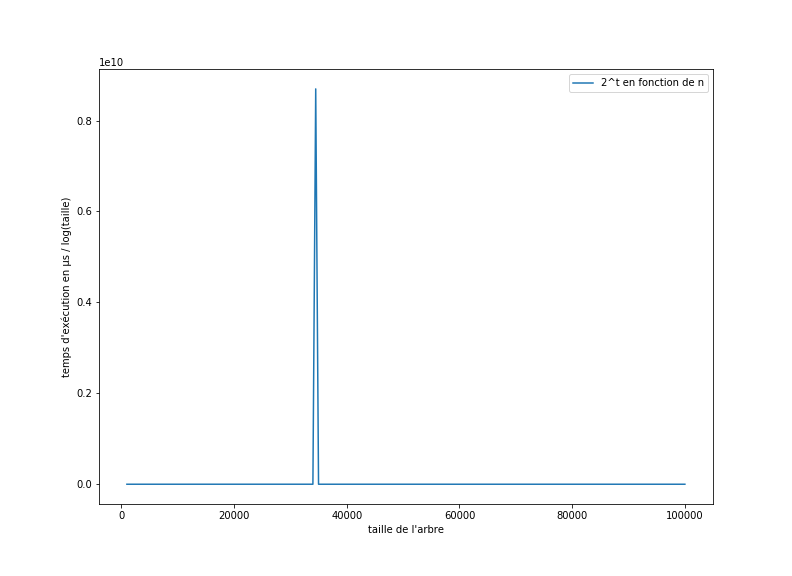 1e10
2^t en fonction de n
0.8
0.6
0.4
0.2
0.0
temps d'exécution en µs / log(taille)
0 20000 40000 60000 80000 100000
taille de l'arbre